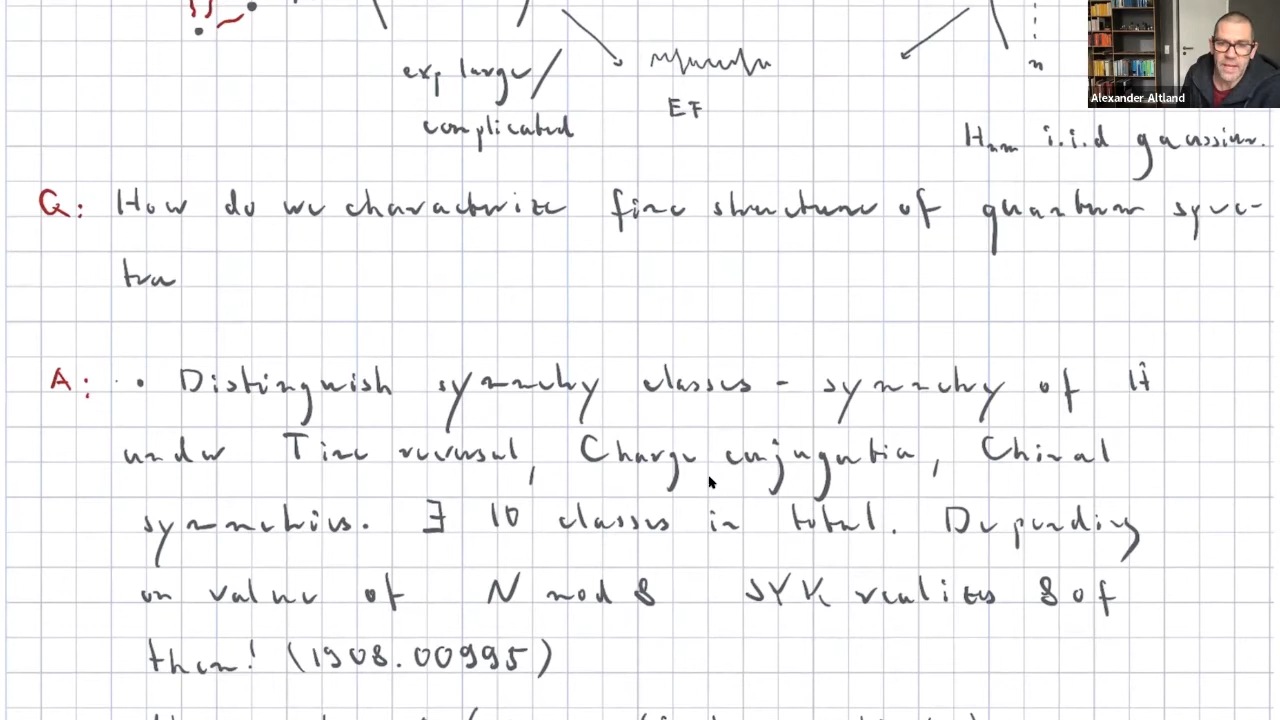 exp large/
complicated
EF
n
Alexander Altland
Hnm i.i.d gaussian.
Q: How do we characterize fine structure of quantum spec-
tra
A: • Distinguish symmetry classes - symmetry of Ĥ
under Time reversal, Charge conjugation, Chiral
symmetries. ∃ 10 classes in total. Depending
on value of N mod 8 SYK realizes 8 of
them! (1908.00995)